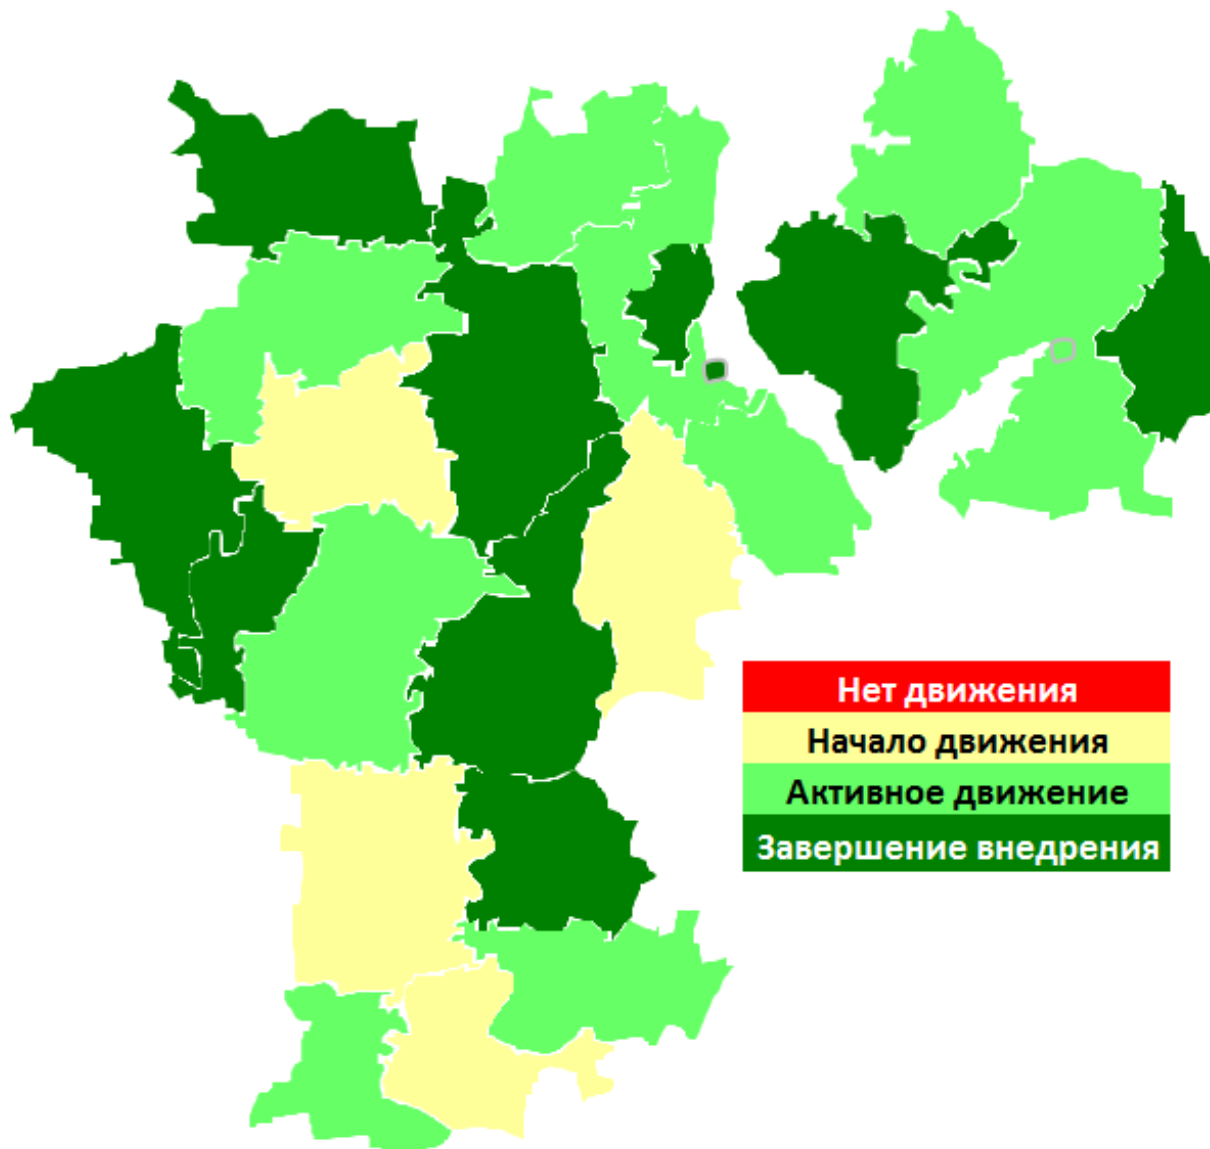 Нет движения
Начало движения
Активное движение
Завершение внедрения